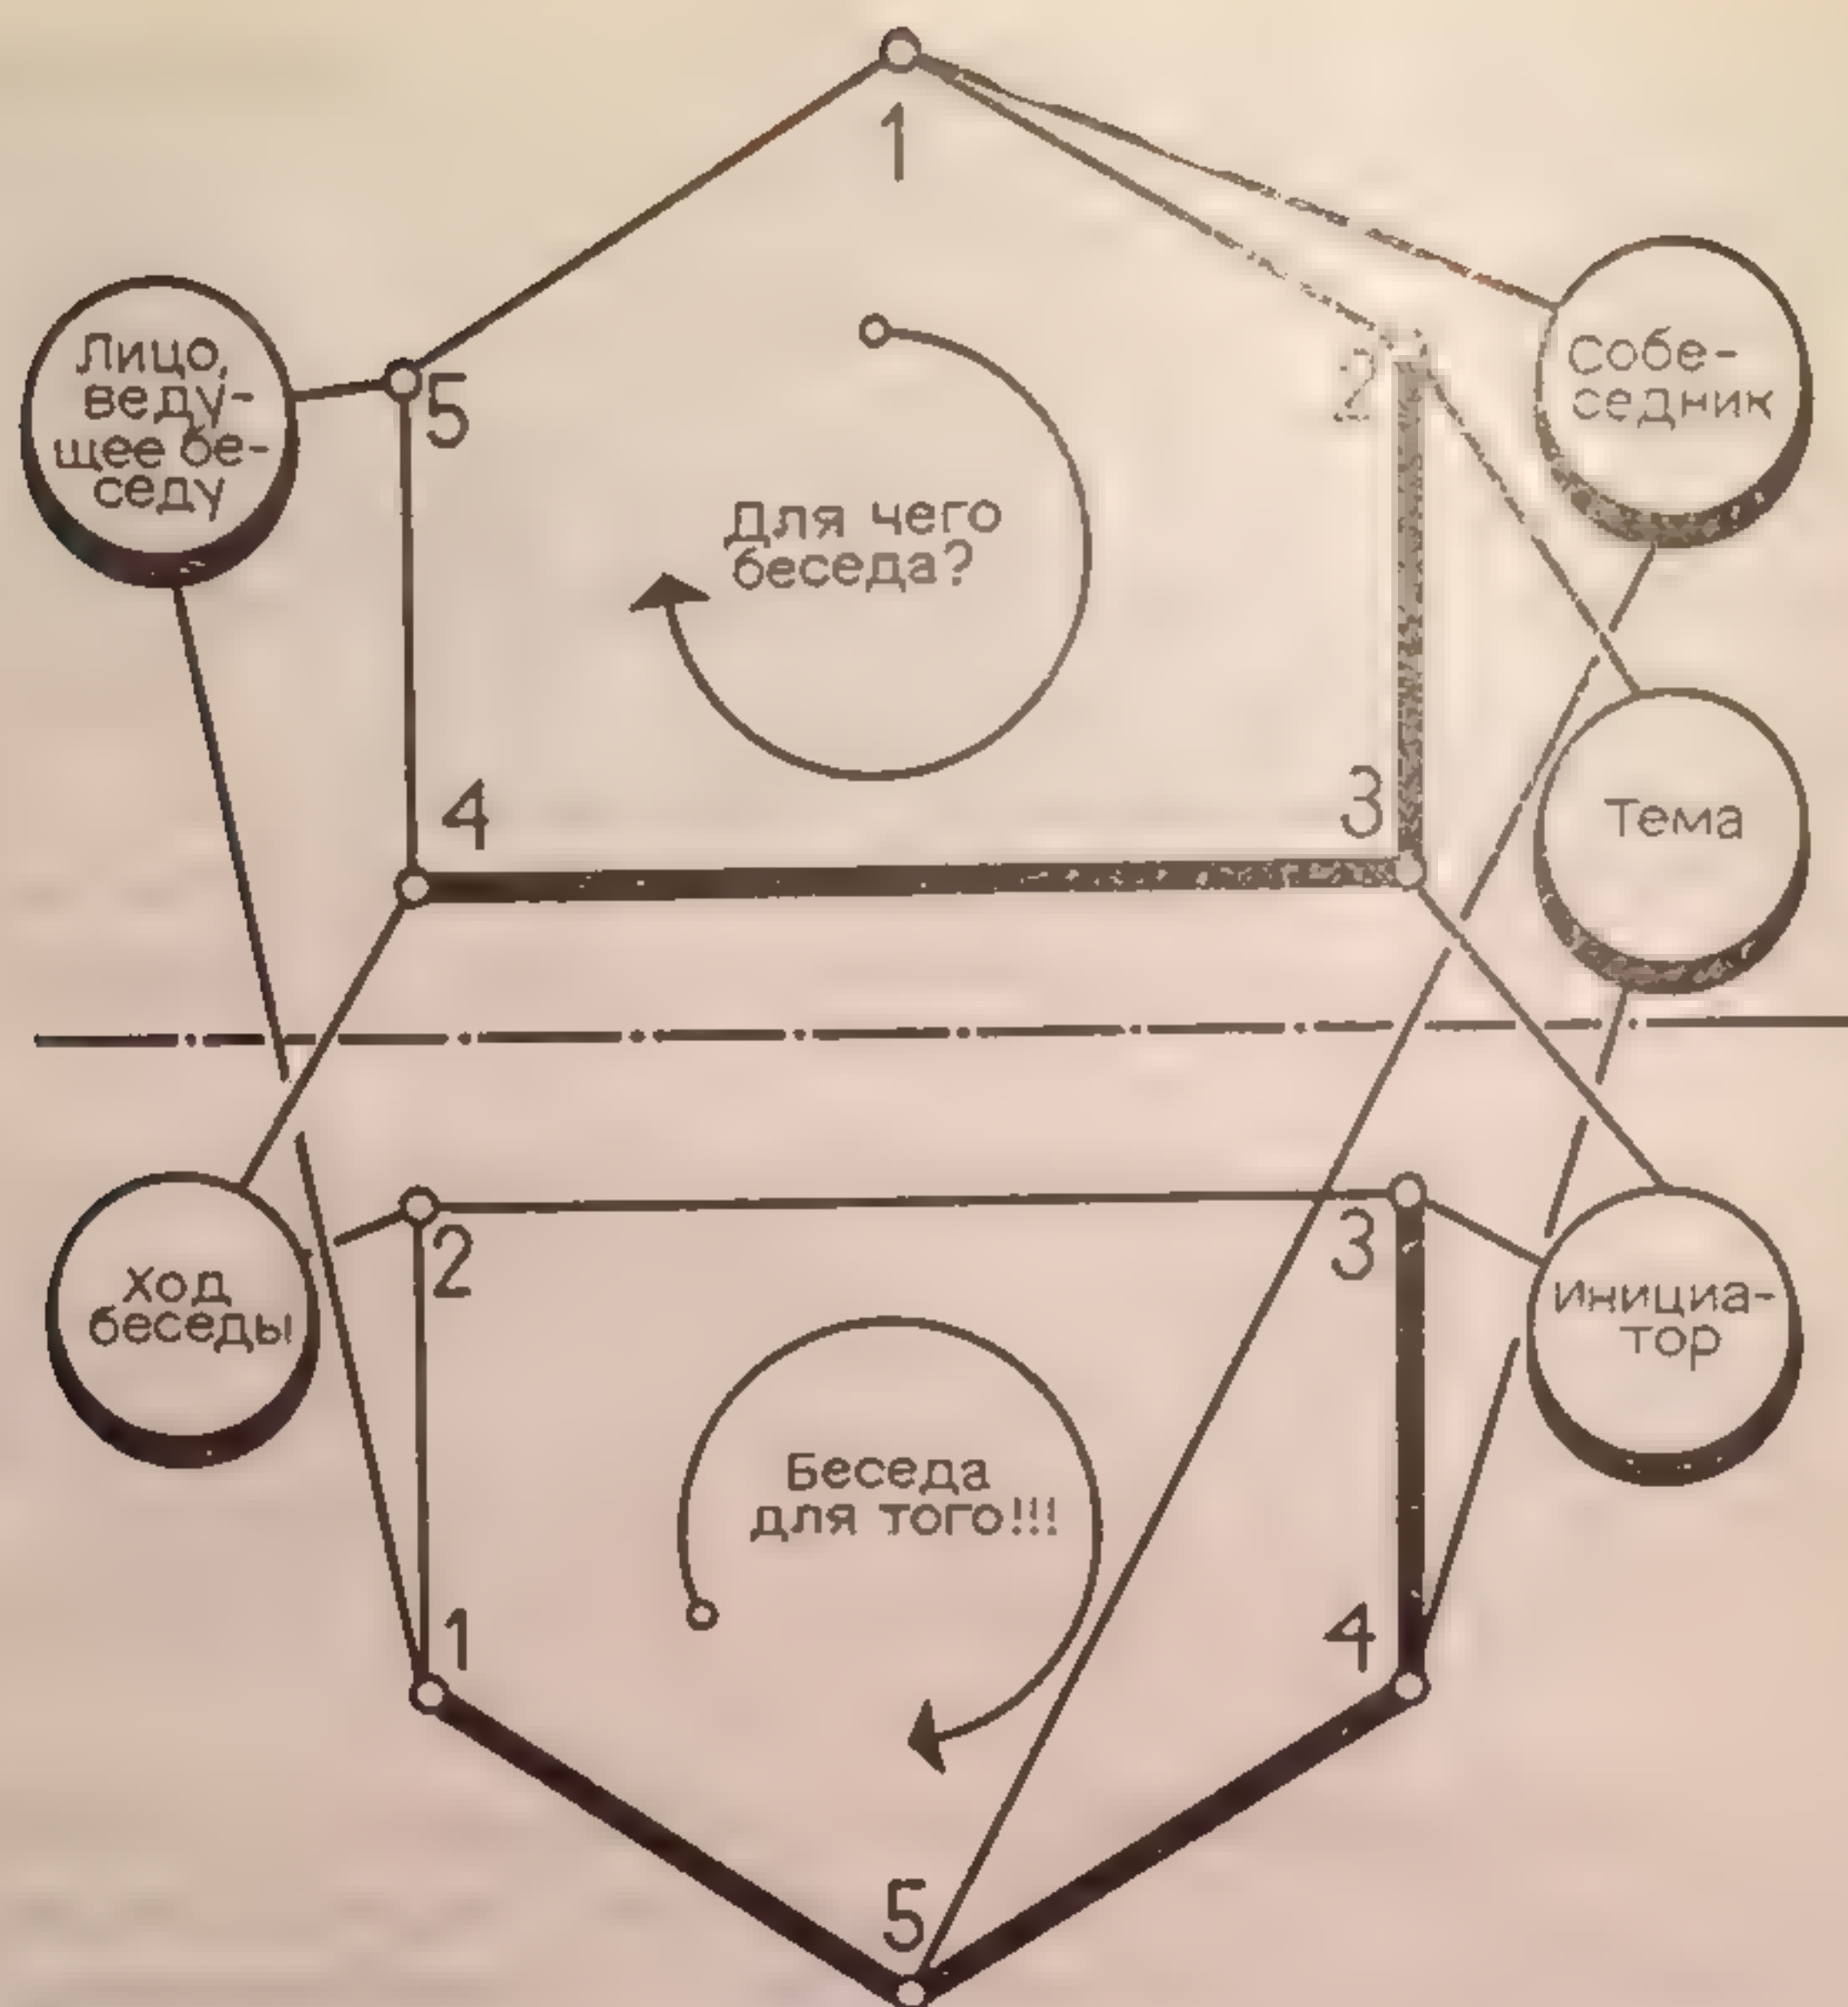 1
Лицо,
веду-
щее бе-
седу
5
2
Собе-
седник
Для чего
беседа?
4
3
Тема
Ход
беседы
2
3
Инициа-
тор
Беседа
для того!!!
1
4
5